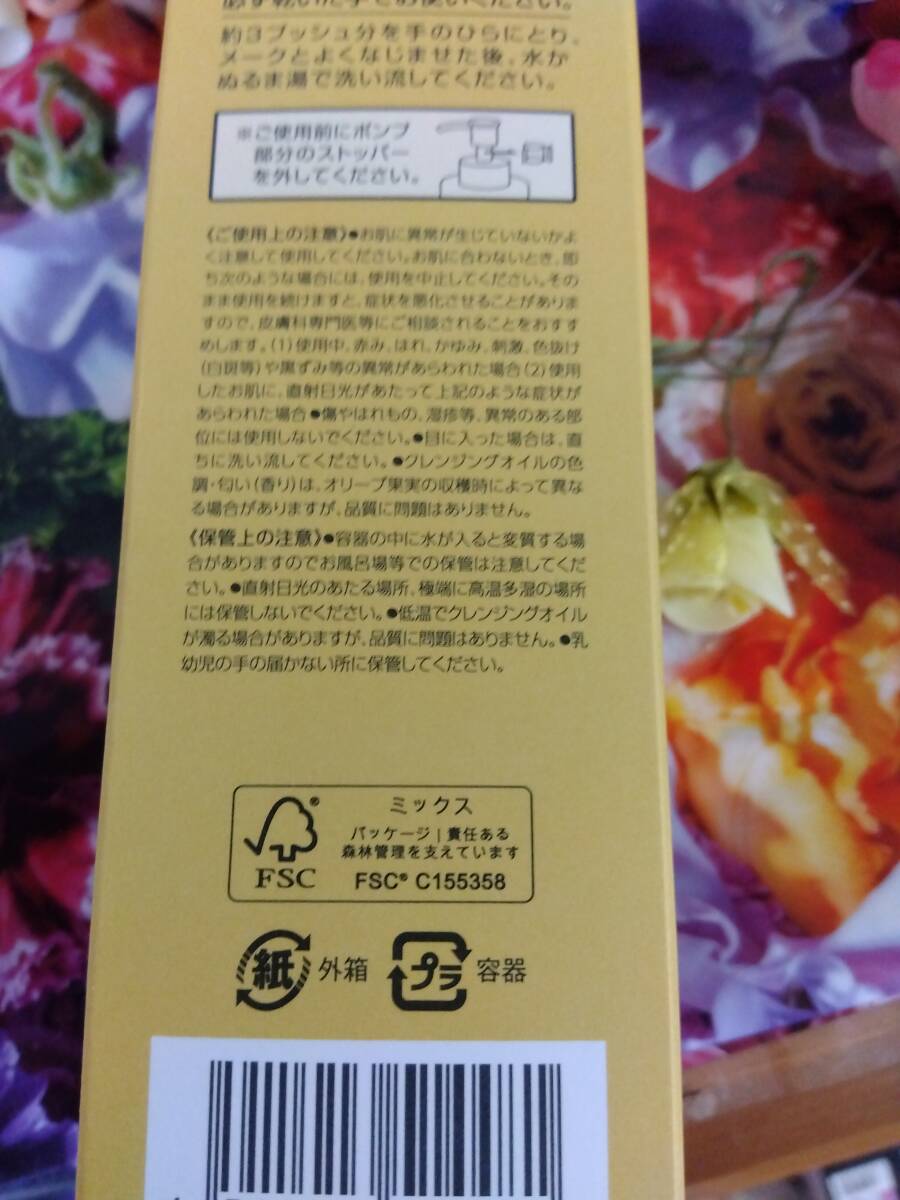 必ず乾いた手でお使いください。
約3プッシュ分を手のひらにとり、
メークとよくなじませた後、水か
ぬるま湯で洗い流してください。
※ご使用前にポンプ
部分のストッパー
を外してください。
《ご使用上の注意》●お肌に異常が生じていないかよ
く注意して使用してください。お肌に合わないとき、即
ち次のような場合には、使用を中止してください。その
まま使用を続けますと、症状を悪化させることがありま
すので、皮膚科専門医等にご相談されることをおすす
めします。(1)使用中、赤み、はれ、かゆみ、刺激、色抜け
(白斑等)や黒ずみ等の異常があらわれた場合(2)使用
したお肌に、直射日光があたって上記のような症状が
あらわれた場合●傷やはれもの、湿疹等、異常のある部
位には使用しないでください。●目に入った場合は、直
ちに洗い流してください。●クレンジングオイルの色
調・匂い(香り)は、オリーブ果実の収穫時によって異な
る場合がありますが、品質に問題はありません。
《保管上の注意》●容器の中に水が入ると変質する場
合がありますのでお風呂場等での保管は注意してくだ
さい。●直射日光のあたる場所、極端に高温多湿の場所
には保管しないでください。●低温でクレンジングオイル
が濁る場合がありますが、品質に問題はありません。●乳
幼児の手の届かない所に保管してください。
®
FSC
ミックス
パッケージ|責任ある
森林管理を支えています
FSC® C155358
紙 外箱 プラ 容器